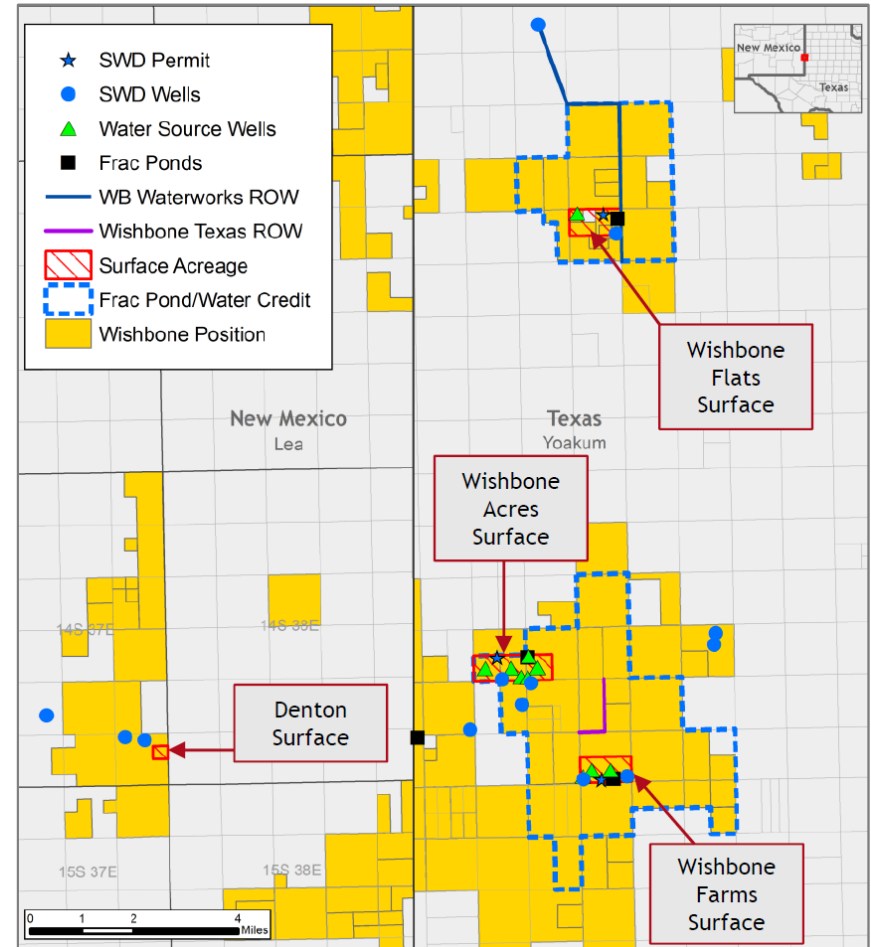 SWD Permit
SWD Wells
Water Source Wells
Frac Ponds
WB Waterworks ROW
Wishbone Texas ROW
Surface Acreage
Frac Pond/Water Credit
Wishbone Position
New Mexico
Texas
Wishbone
Flats
Surface
New Mexico
Lea
Texas
Yoakum
Wishbone
Acres
Surface
14S 37E
14S 38E
Denton
Surface
15S 37E
15S 38E
Wishbone
Farms
Surface
0 1 2 4
Miles